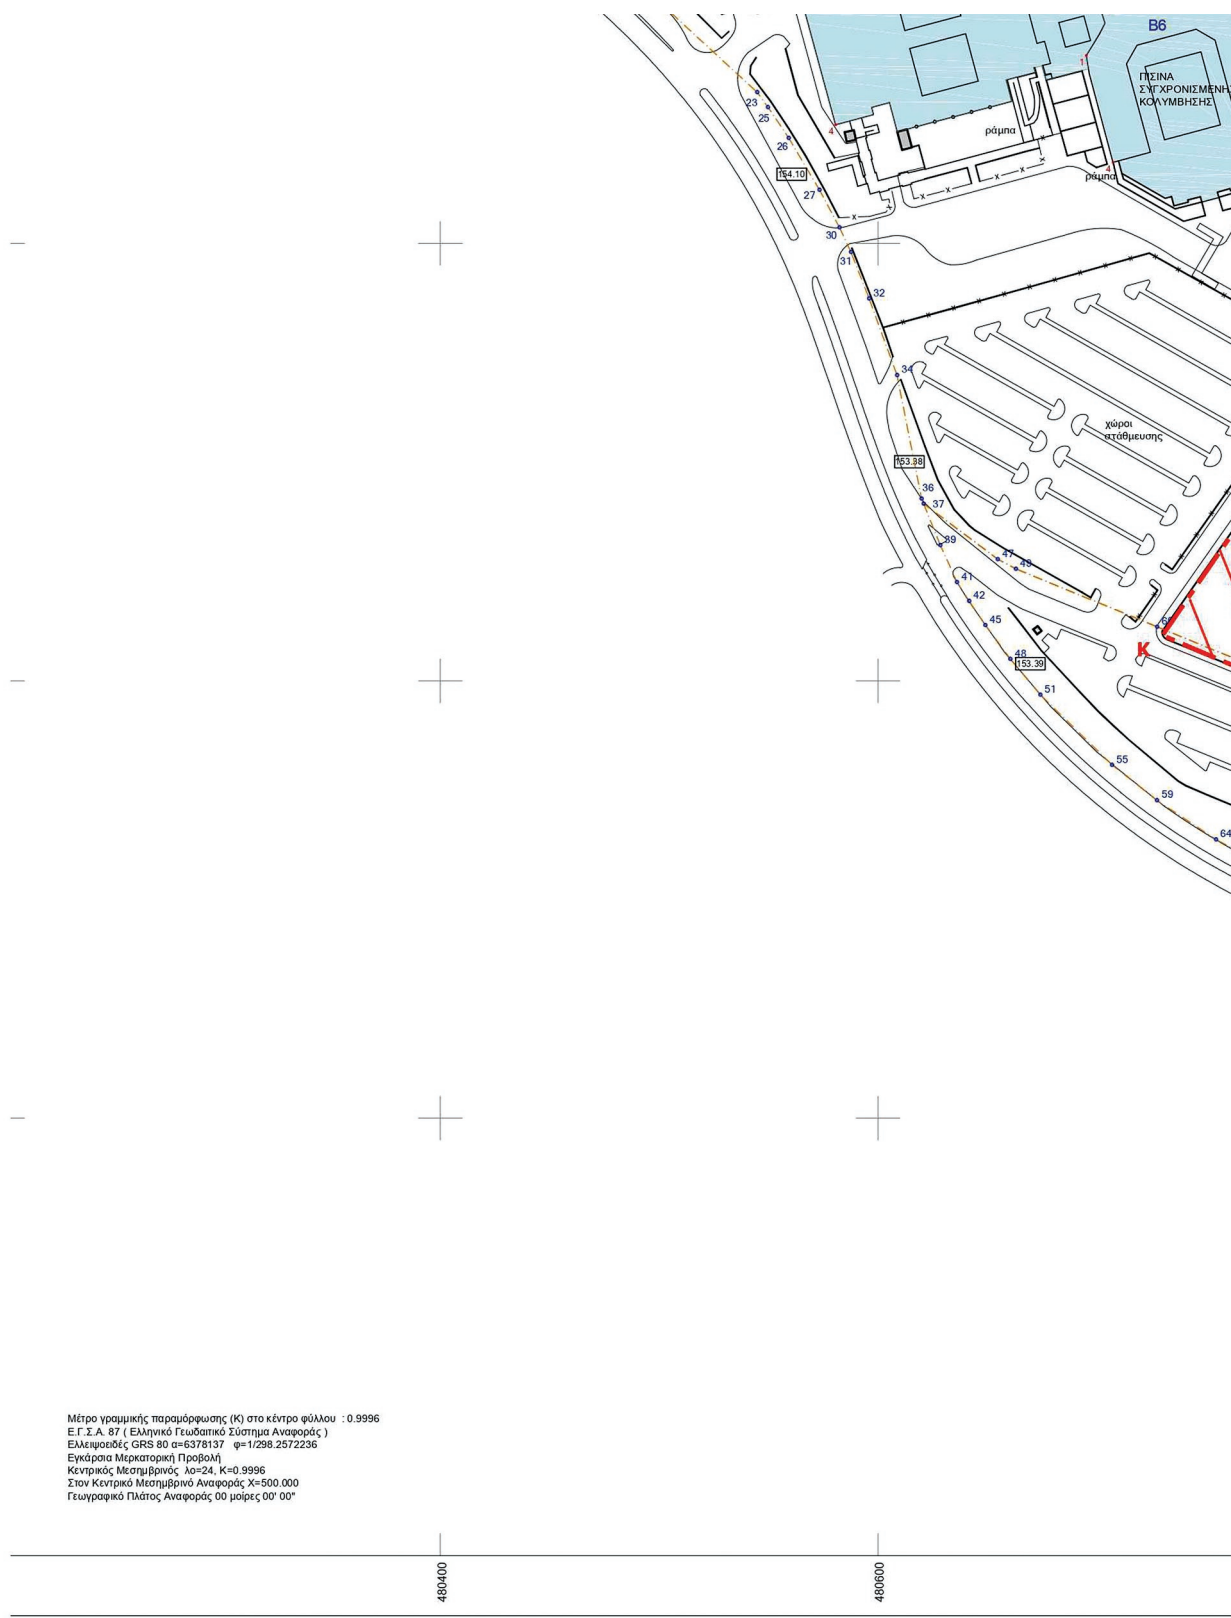 B6
1
ΠΙΣΙΝΑ
ΣΥΓΧΡΟΝΙΣΜΕΝΗΣ
ΚΟΛΥΜΒΗΣΗΣ
23
25
4
ράμπα
26
154.10
4
ράμπα
27
30
31
32
34
χώροι
στάθμευσης
153.38
36
37
39
47
49
41
42
45
K
48
153.39
51
55
59
64
Μέτρο γραμμικής παραμόρφωσης (Κ) στο κέντρο φύλλου : 0.9996
Ε.Γ.Σ.Α. 87 ( Ελληνικό Γεωδαιτικό Σύστημα Αναφοράς )
Ελλειψοειδές GRS 80 α=6378137 φ=1/298.2572236
Εγκάρσια Μερκατορική Προβολή
Κεντρικός Μεσημβρινός λο=24, Κ=0.9996
Στον Κεντρικό Μεσημβρινό Αναφοράς Χ=500.000
Γεωγραφικό Πλάτος Αναφοράς 00 μοίρες 00' 00"
480400
480600